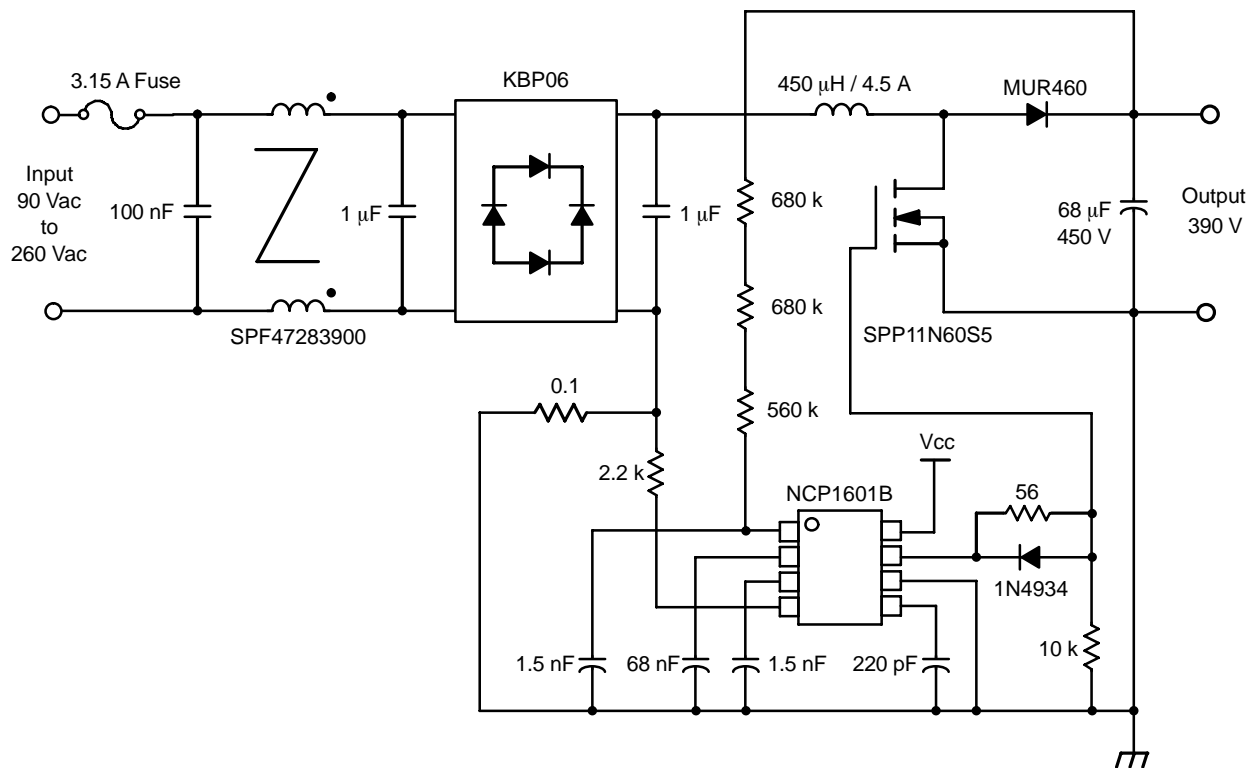 3.15 A Fuse
KBP06
450 μH / 4.5 A
MUR460
Input
90 Vac
to
260 Vac
100 nF
1 μF
1 μF
680 k
68 μF
450 V
Output
390 V
SPF47283900
680 k
SPP11N60S5
0.1
560 k
2.2 k
Vcc
NCP1601B
56
1N4934
1.5 nF
68 nF
1.5 nF
220 pF
10 k